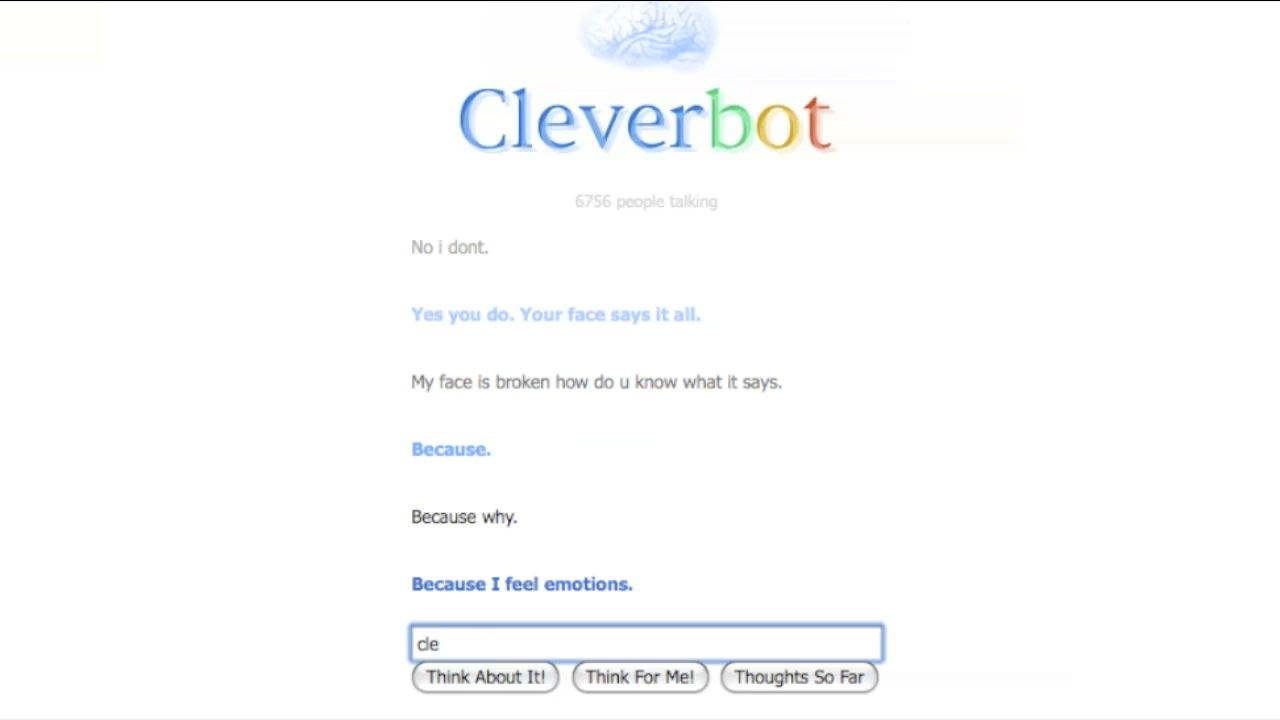 Cleverbot
6756 people talking
No i dont.
Yes you do. Your face says it all.
My face is broken how do u know what it says.
Because.
Because why.
Because I feel emotions.
cle
Think About It! Think For Me! Thoughts So Far